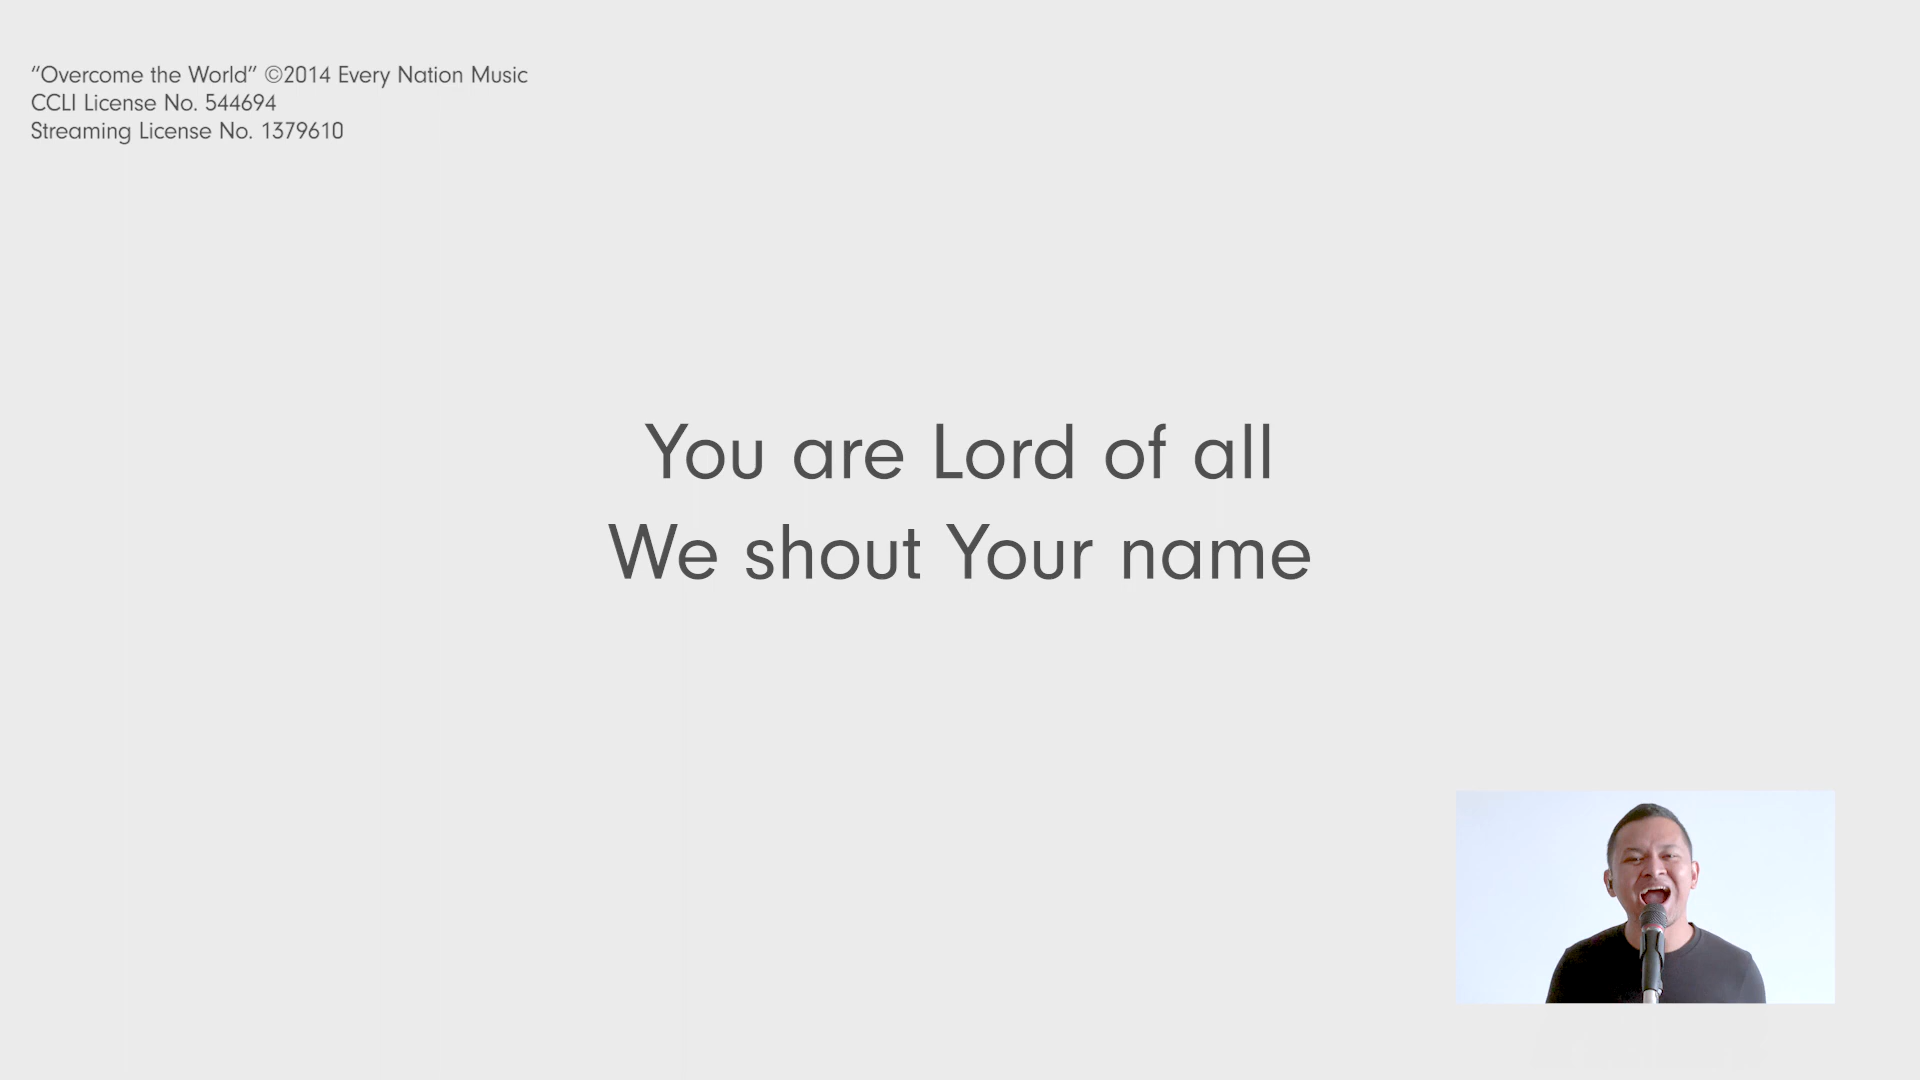 “Overcome the World” ©2014 Every Nation Music
CCLI License No. 544694
Streaming License No. 1379610
You are Lord of all
We shout Your name